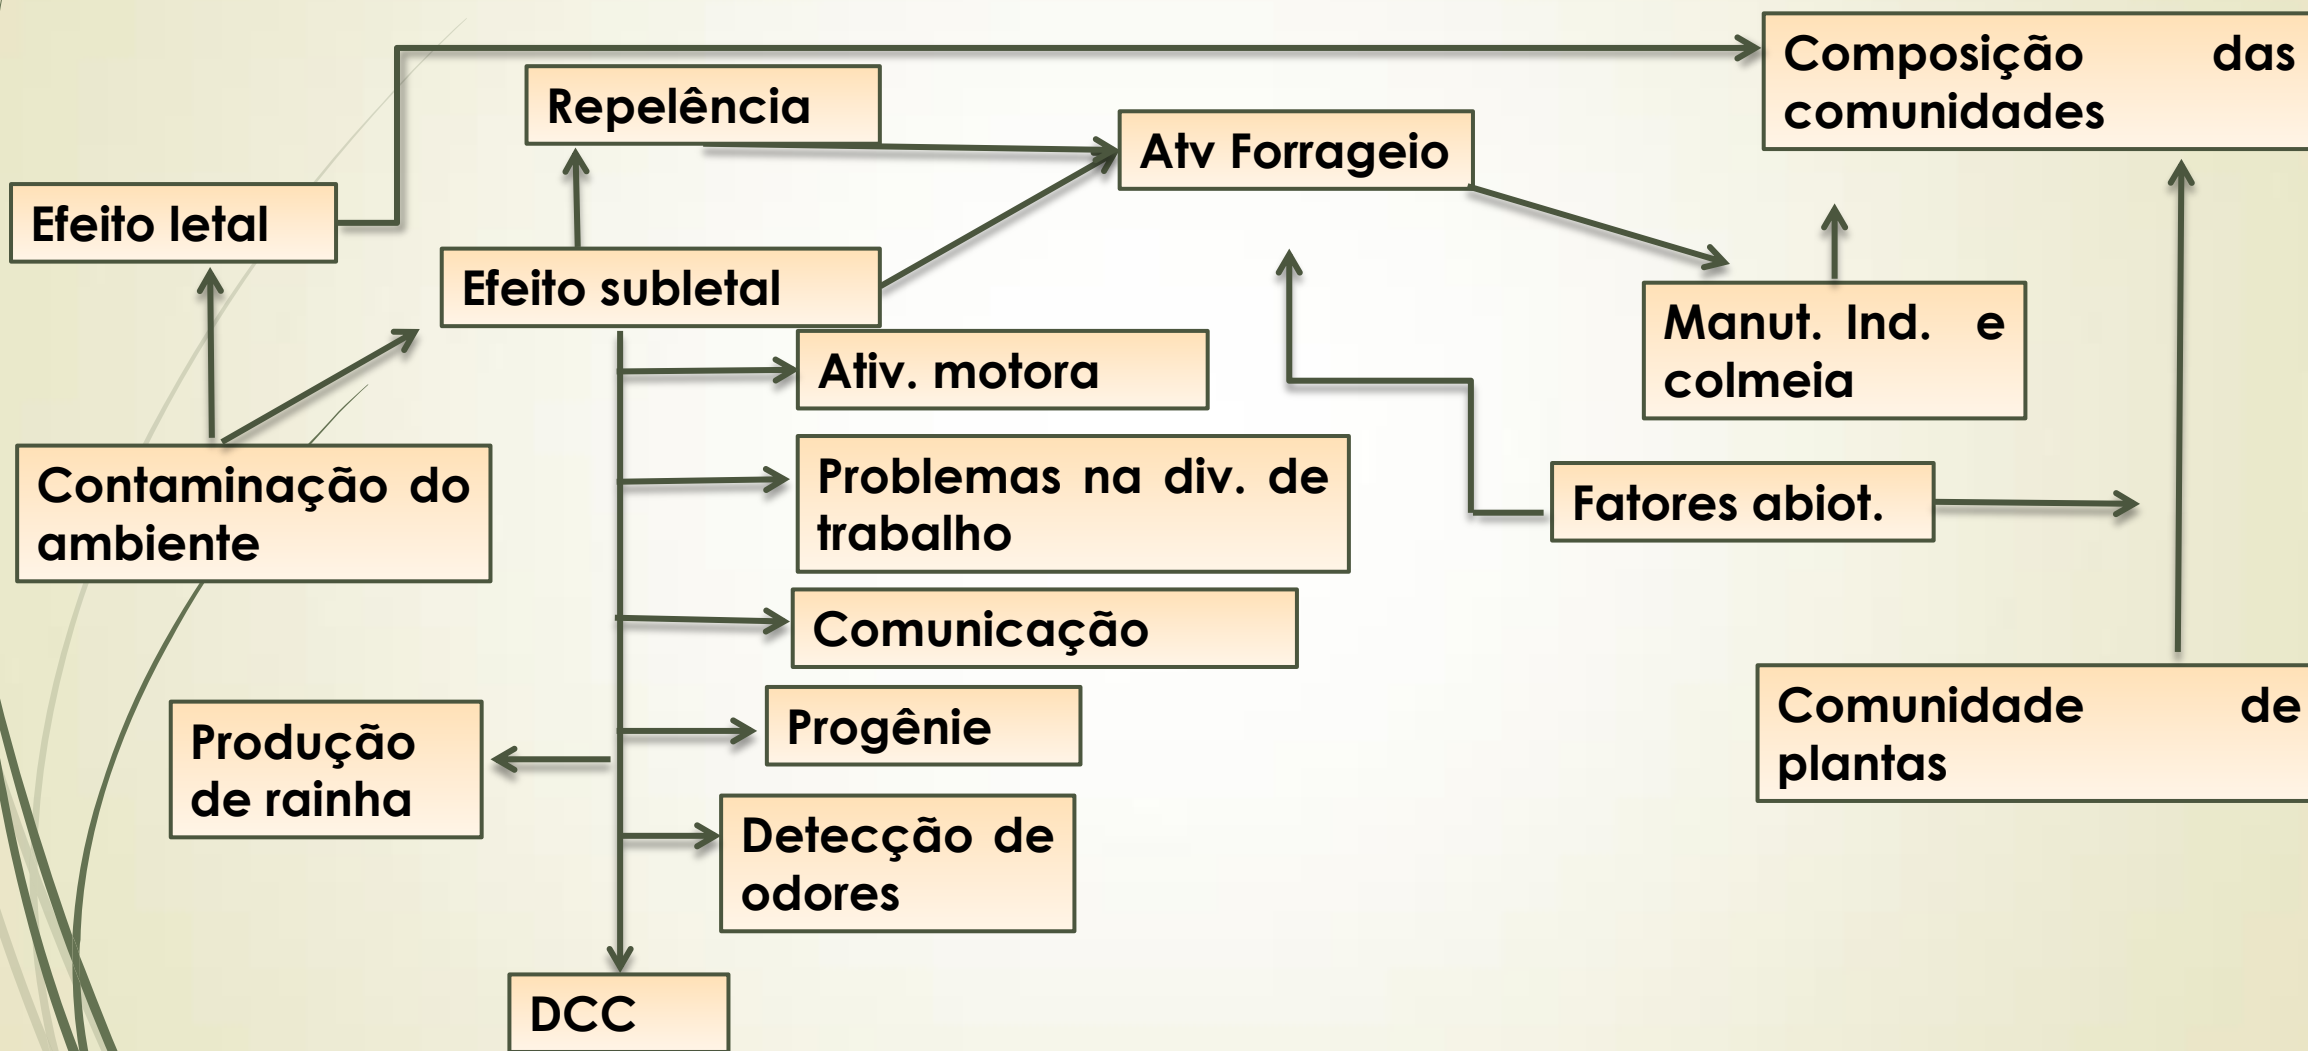 Composição das
comunidades
Repelência
Atv Forrageio
Efeito letal
Efeito subletal
Manut. Ind. e
colmeia
Ativ. motora
Contaminação do
ambiente
Problemas na div. de
trabalho
Fatores abiot.
Comunicação
Comunidade de
plantas
Produção
de rainha
Progênie
Detecção de
odores
DCC